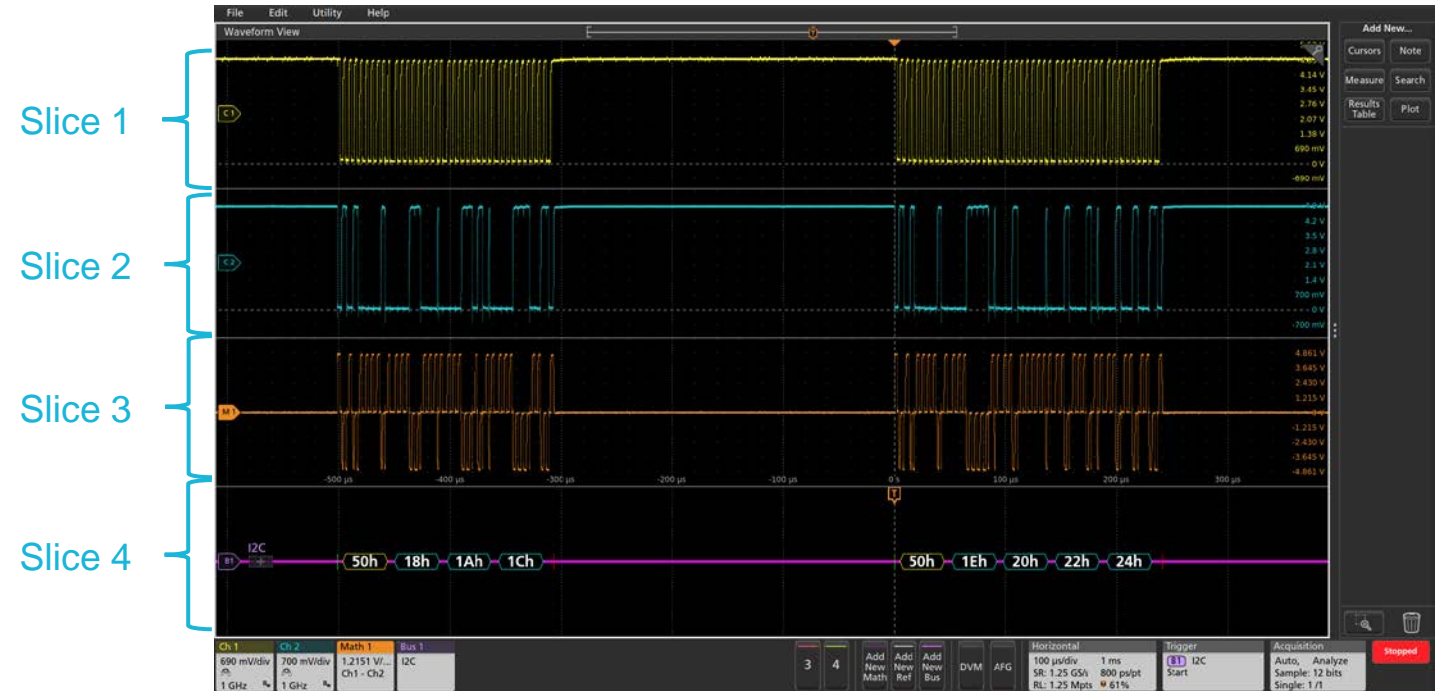 File Edit Utility Help
Waveform View
Add New...
Cursors Note
Measure Search
Results Table Plot
Slice 1
C 1
4.14 V
3.45 V
2.76 V
2.07 V
1.38 V
690 mV
0 V
-690 mV
Slice 2
C 2
4.2 V
3.5 V
2.8 V
2.1 V
1.4 V
700 mV
0 V
-700 mV
Slice 3
M 1
4.861 V
3.645 V
2.430 V
1.215 V
-1.215 V
-2.430 V
-3.645 V
-4.861 V
-500 µs -400 µs -300 µs -200 µs -100 µs 0 s 100 µs 200 µs 300 µs
T
Slice 4
B1 I2C
50h 18h 1Ah 1Ch 50h 1Eh 20h 22h 24h
Ch 1
690 mV/div
1 GHz
Ch 2
700 mV/div
1 GHz
Math 1
1.2151 V/...
Ch1 - Ch2
Bus 1
I2C
3 4
Add New Math
Add New Ref
Add New Bus
DVM AFG
Horizontal
100 µs/div 1 ms
SR: 1.25 GS/s 800 ps/pt
RL: 1.25 Mpts 61%
Trigger
B1 I2C
Start
Acquisition
Auto, Analyze
Sample: 12 bits
Single: 1 /1
Stopped